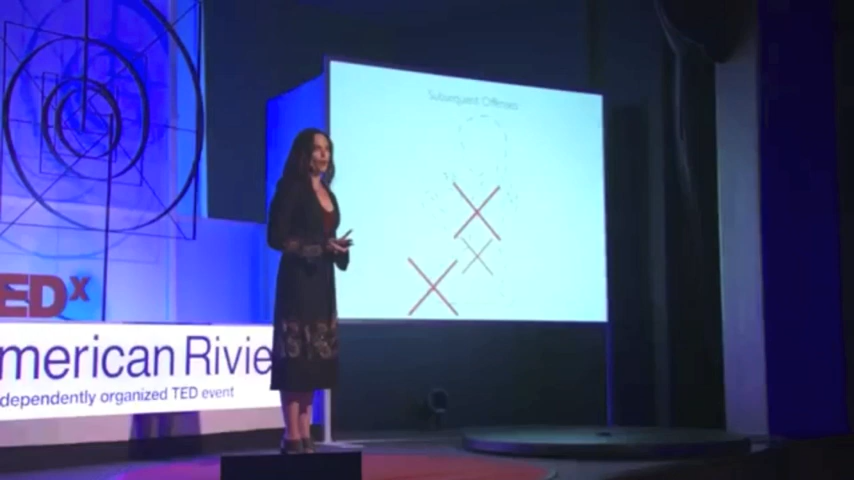 EDx
merican Rivie
dependently organized TED event
Subsequent Offenses